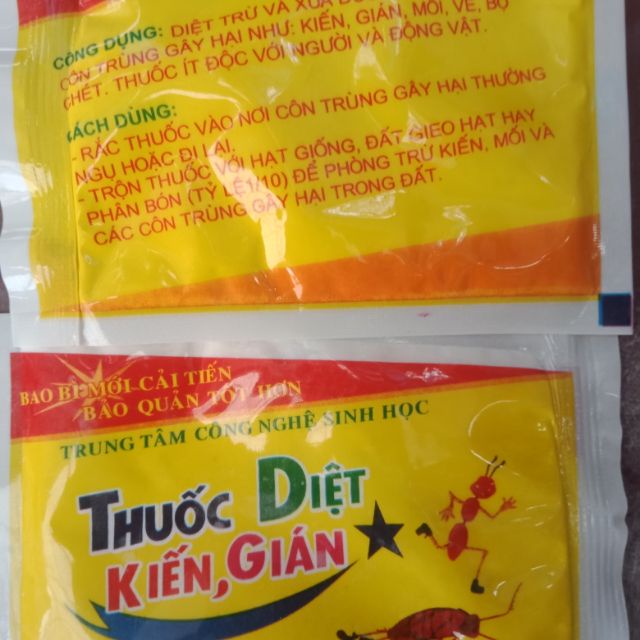 CÔNG DỤNG: DIỆT TRỪ VÀ XUA
CÔN TRÙNG GÂY HẠI NHƯ: KIẾN, GIÁN, MỐI, VE, BỌ
CHÉT. THUỐC ÍT ĐỘC VỚI NGƯỜI VÀ ĐỘNG VẬT.
CÁCH DÙNG:
- RẮC THUỐC VÀO NƠI CÔN TRÙNG GÂY HẠI THƯỜNG
NGỤ HOẶC ĐI LẠI.
- TRỘN THUỐC VỚI HẠT GIỐNG, ĐẤT GIEO HẠT HAY
PHÂN BÓN (TỶ LỆ 1/10) ĐỂ PHÒNG TRỪ KIẾN, MỐI VÀ
CÁC CÔN TRÙNG GÂY HẠI TRONG ĐẤT.
BAO BÌ MỚI CẢI TIẾN
BẢO QUẢN TỐT HƠN
TRUNG TÂM CÔNG NGHỆ SINH HỌC
THUỐC DIỆT
KIẾN, GIÁN